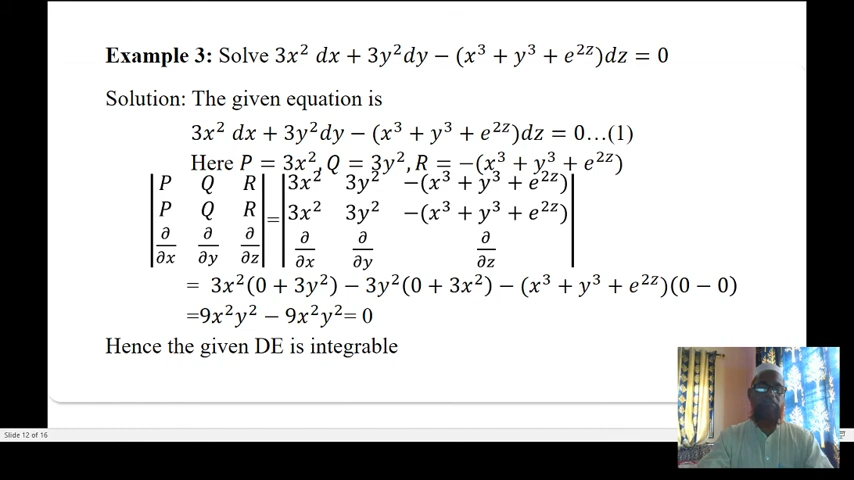 Example 3: Solve 3x² dx + 3y²dy − (x³ + y³ + e²ᶻ)dz = 0
Solution: The given equation is
3x² dx + 3y²dy − (x³ + y³ + e²ᶻ)dz = 0…(1)
Here P = 3x², Q = 3y², R = −(x³ + y³ + e²ᶻ)
|P Q R| |3x² 3y² −(x³ + y³ + e²ᶻ)|
|P Q R|=|3x² 3y² −(x³ + y³ + e²ᶻ)|
|∂/∂x ∂/∂y ∂/∂z| |∂/∂x ∂/∂y ∂/∂z|
= 3x²(0 + 3y²) − 3y²(0 + 3x²) − (x³ + y³ + e²ᶻ)(0 − 0)
=9x²y² − 9x²y²= 0
Hence the given DE is integrable
Slide 12 of 16